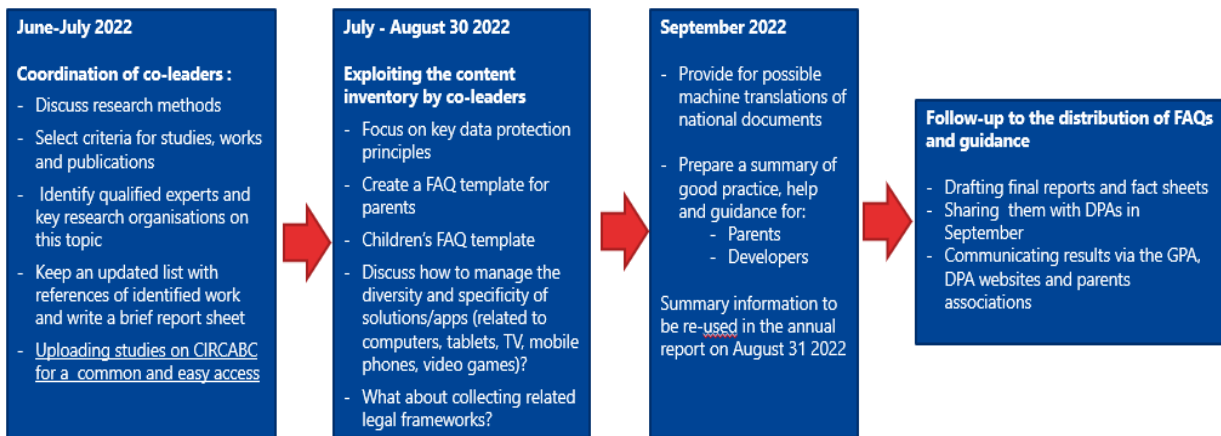 June-July 2022
Coordination of co-leaders :
- Discuss research methods
- Select criteria for studies, works
and publications
- Identify qualified experts and
key research organisations on
this topic
- Keep an updated list with
references of identified work
and write a brief report sheet
- Uploading studies on CIRCABC
for a common and easy access
July - August 30 2022
Exploiting the content
inventory by co-leaders
- Focus on key data protection
principles
- Create a FAQ template for
parents
- Children's FAQ template
- Discuss how to manage the
diversity and specificity of
solutions/apps (related to
computers, tablets, TV, mobile
phones, video games)?
- What about collecting related
legal frameworks?
September 2022
- Provide for possible
machine translations of
national documents
- Prepare a summary of
good practice, help
and guidance for:
- Parents
- Developers
Summary information to
be re-used in the annual
report on August 31 2022
Follow-up to the distribution of FAQs
and guidance
- Drafting final reports and fact sheets
- Sharing them with DPAs in
September
- Communicating results via the GPA,
DPA websites and parents
associations